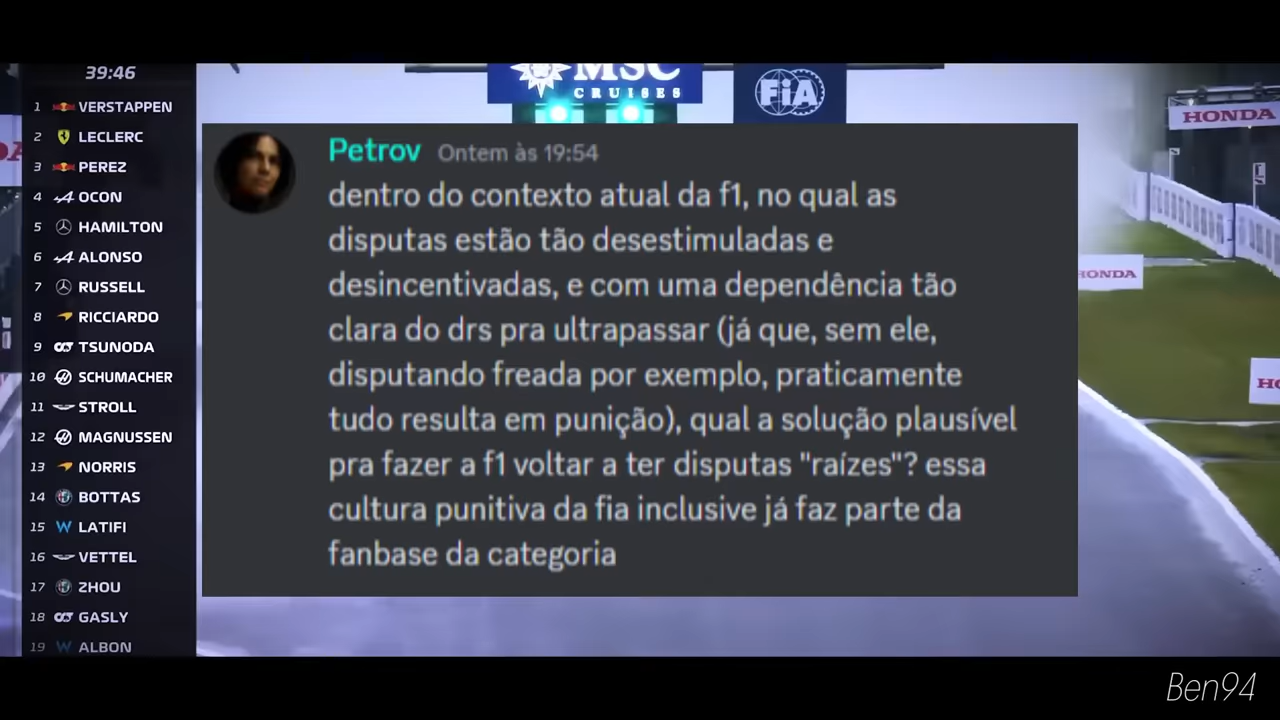 39:46
1 VERSTAPPEN
2 LECLERC
3 PEREZ
4 OCON
5 HAMILTON
6 ALONSO
7 RUSSELL
8 RICCIARDO
9 TSUNODA
10 SCHUMACHER
11 STROLL
12 MAGNUSSEN
13 NORRIS
14 BOTTAS
15 LATIFI
16 VETTEL
17 ZHOU
18 GASLY
19 ALBON
MSC
CRUISES
FiA
HONDA
HONDA
Petrov Ontem às 19:54
dentro do contexto atual da f1, no qual as
disputas estão tão desestimuladas e
desincentivadas, e com uma dependência tão
clara do drs pra ultrapassar (já que, sem ele,
disputando freada por exemplo, praticamente
tudo resulta em punição), qual a solução plausível
pra fazer a f1 voltar a ter disputas "raízes"? essa
cultura punitiva da fia inclusive já faz parte da
fanbase da categoria
Ben94